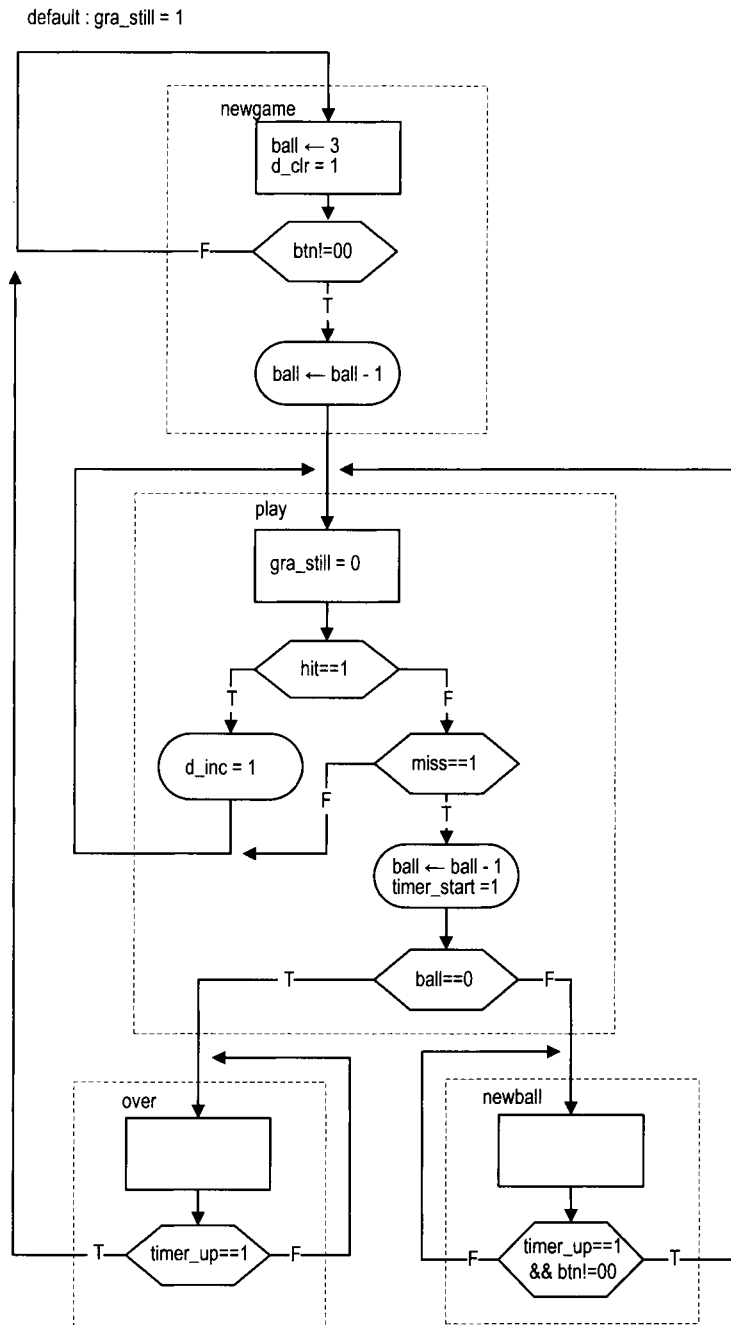 default : gra_still = 1
newgame
ball ← 3
d_clr = 1
btn!=00
F
T
ball ← ball - 1
play
gra_still = 0
hit==1
T
F
d_inc = 1
miss==1
F
T
ball ← ball - 1
timer_start =1
ball==0
T
F
over
newball
timer_up==1
T
F
timer_up==1
&& btn!=00
F
T